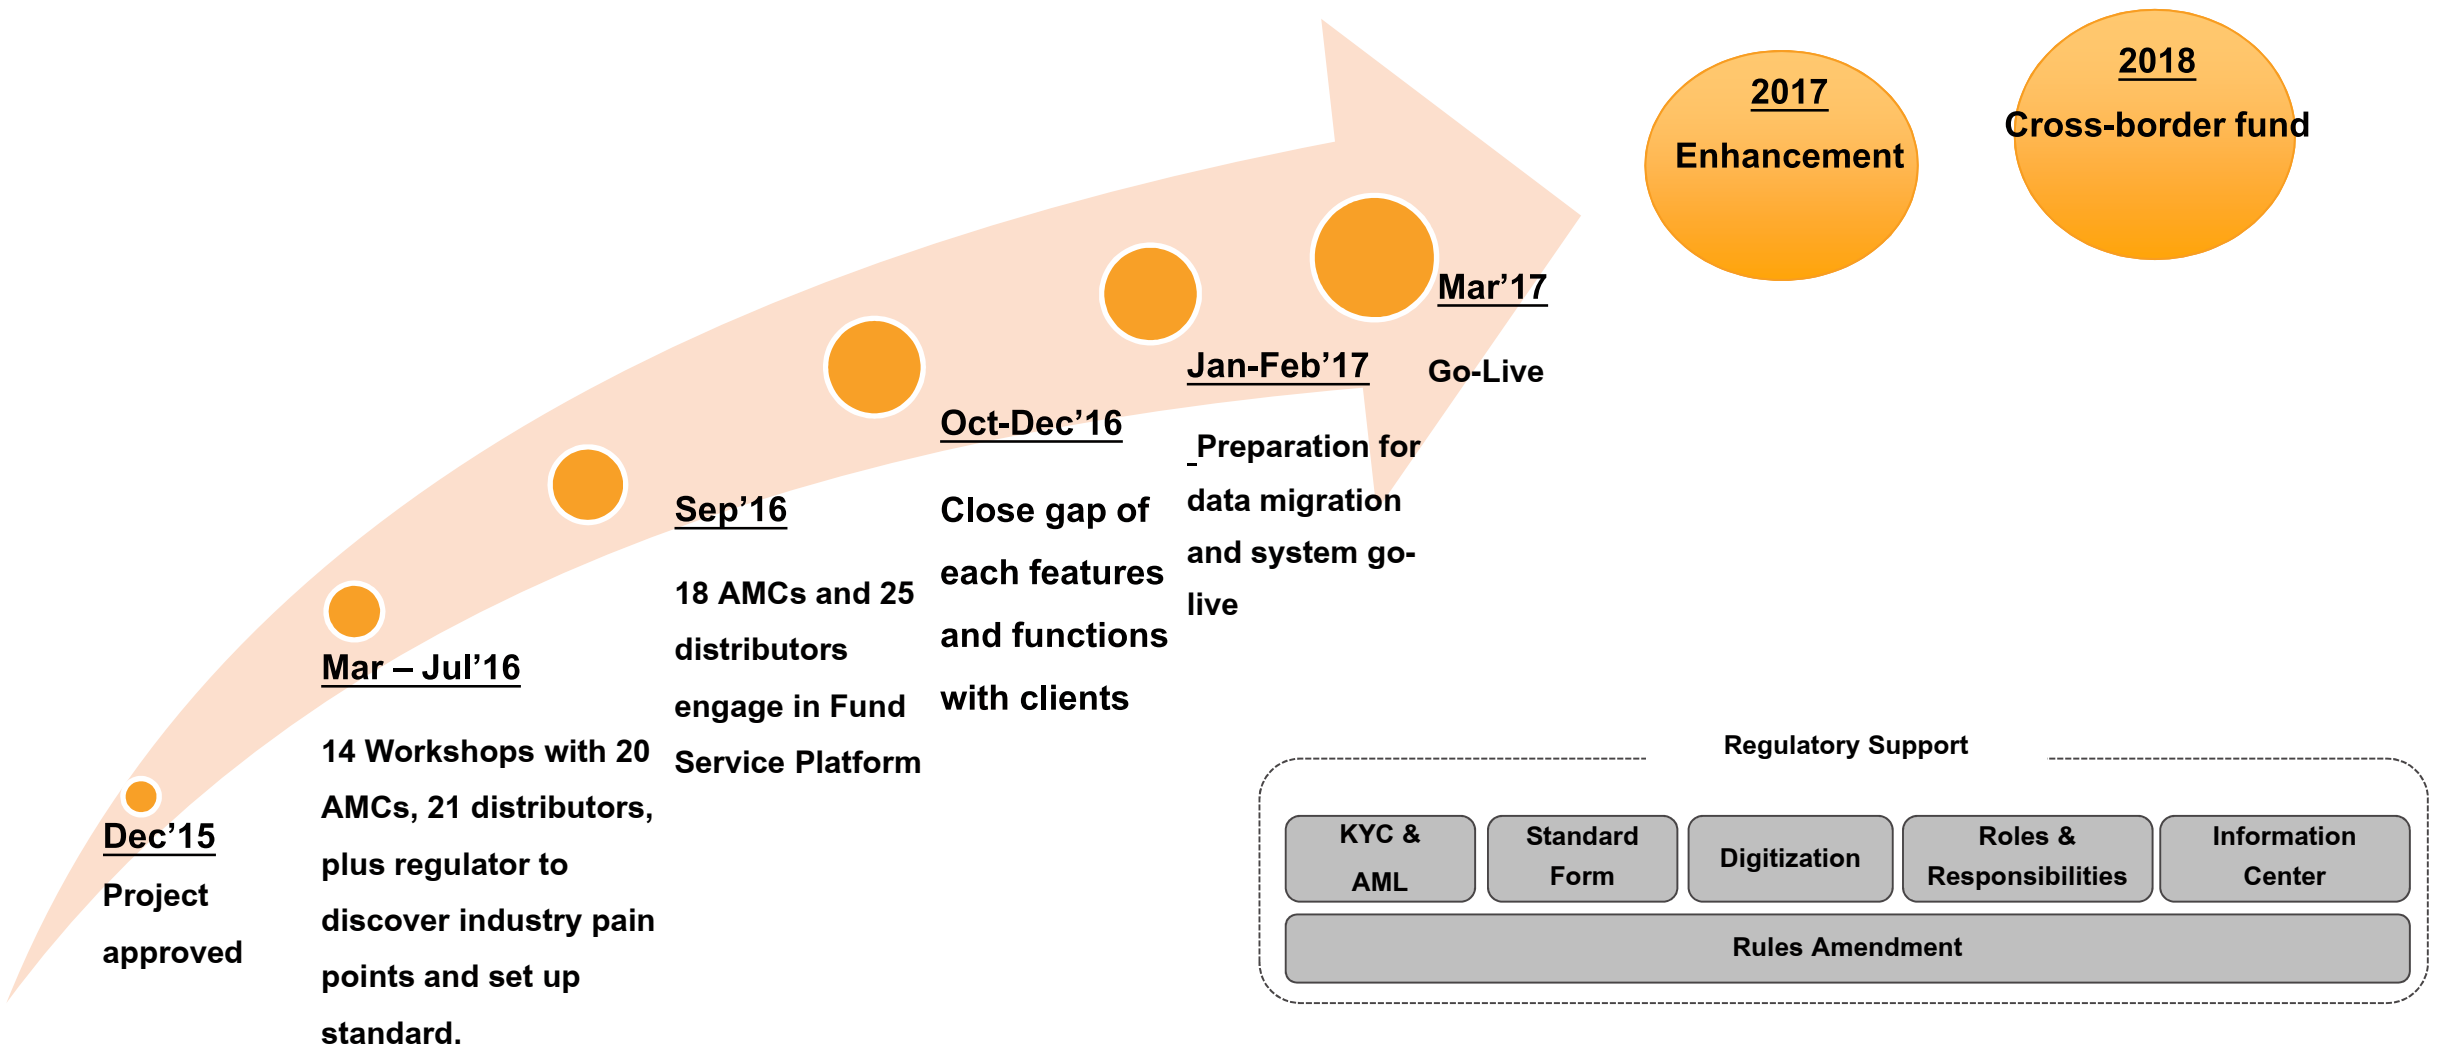 2018
Cross-border fund
2017
Enhancement
Mar’17
Go-Live
Jan-Feb’17
Preparation for
data migration
and system go-
live
Oct-Dec’16
Close gap of
each features
and functions
with clients
Sep’16
18 AMCs and 25
distributors
engage in Fund
Service Platform
Mar – Jul’16
14 Workshops with 20
AMCs, 21 distributors,
plus regulator to
discover industry pain
points and set up
standard.
Dec’15
Project
approved
Regulatory Support
KYC &
AML
Standard
Form
Digitization
Roles &
Responsibilities
Information
Center
Rules Amendment